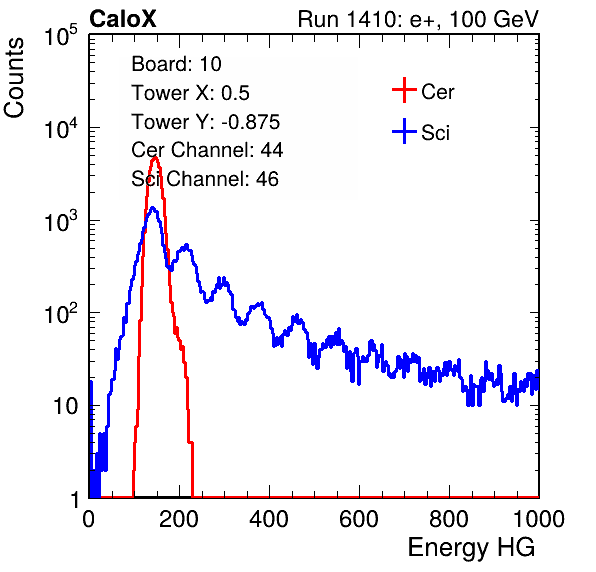 CaloX Run 1410: e+, 100 GeV
Counts
Board: 10
Tower X: 0.5
Tower Y: -0.875
Cer Channel: 44
Sci Channel: 46
Cer
Sci
10^5
10^4
10^3
10^2
10
1
0 200 400 600 800 1000
Energy HG